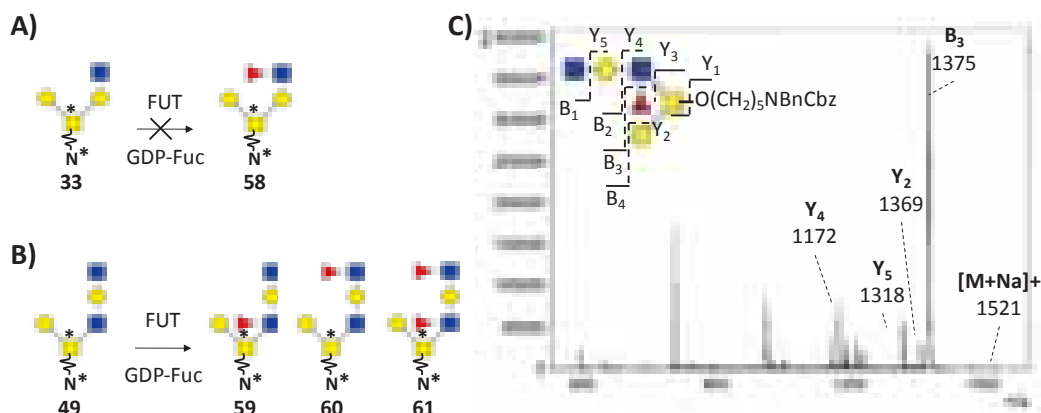 A)
FUT
GDP-Fuc
33
58
N*
N*
*
*
B)
FUT
GDP-Fuc
*
*
*
*
N*
N*
N*
N*
49
59
60
61
C)
Y5
Y4
Y3
Y1
O(CH2)5NBnCbz
B1
B2
Y2
B3
B4
B3
1375
Y2
1369
Y4
1172
Y5
1318
[M+Na]+
1521